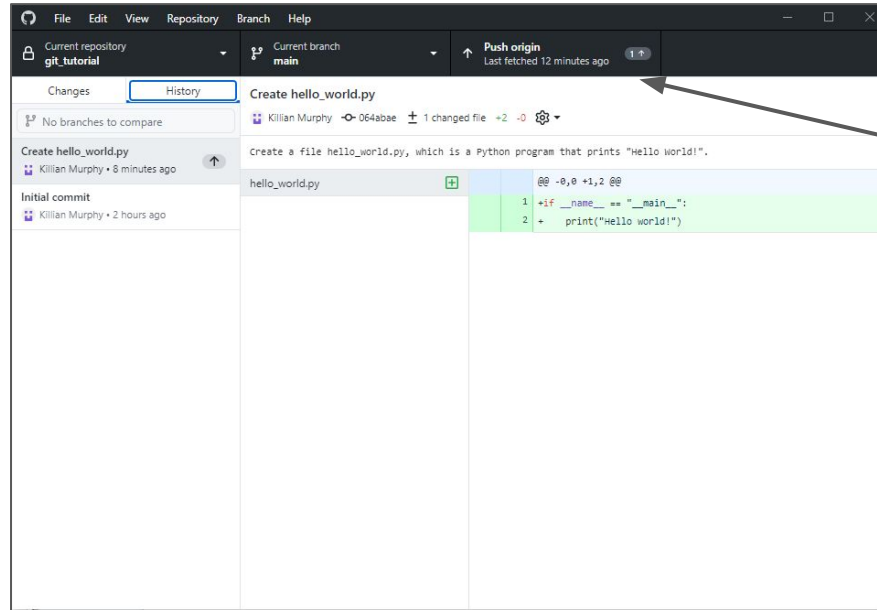 File Edit View Repository Branch Help
Current repository
git_tutorial
Current branch
main
Push origin
Last fetched 12 minutes ago
1
Changes
History
No branches to compare
Create hello_world.py
Killian Murphy • 8 minutes ago
Initial commit
Killian Murphy • 2 hours ago
Create hello_world.py
Killian Murphy 064abae 1 changed file +2 -0
Create a file hello_world.py, which is a Python program that prints "Hello world!".
hello_world.py
@@ -0,0 +1,2 @@
1 +if __name__ == "__main__":
2 + print("Hello world!")